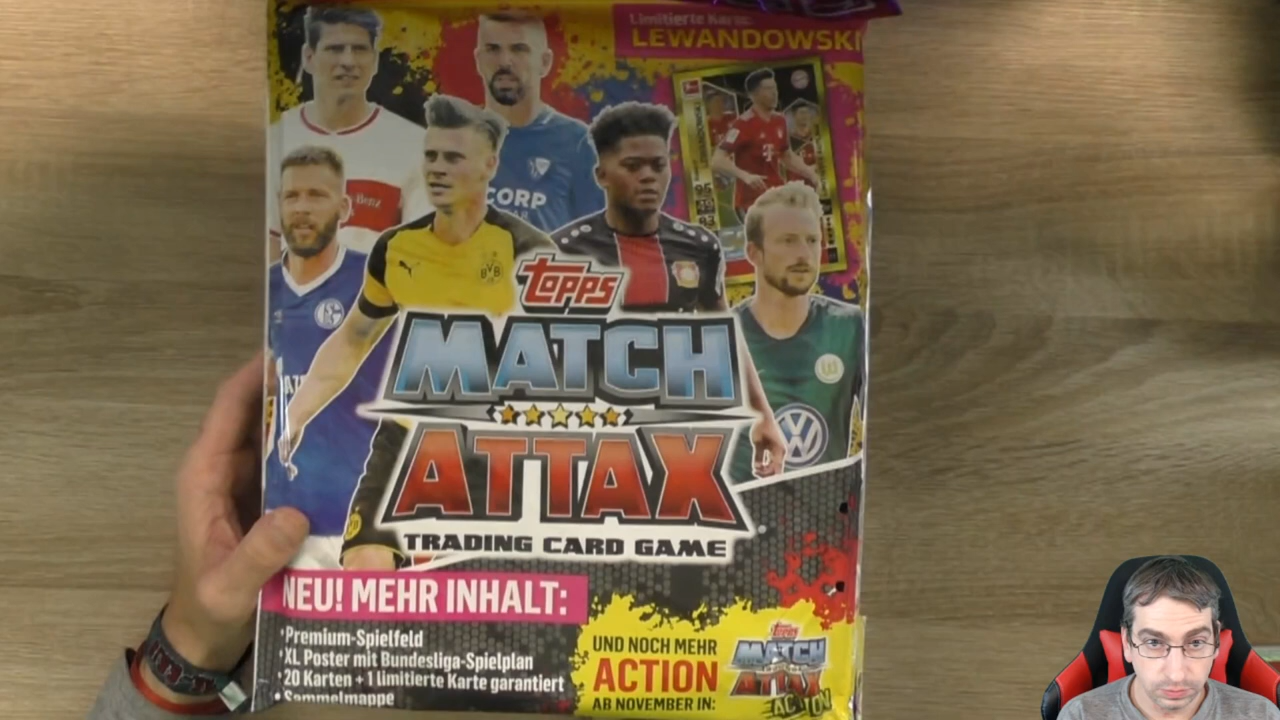 Limitierte Karte:
LEWANDOWSKI
CORP
BVB
topps
MATCH
ATTAX
TRADING CARD GAME
NEU! MEHR INHALT:
Premium-Spielfeld
XL Poster mit Bundesliga-Spielplan
20 Karten + 1 limitierte Karte garantiert
Sammelmappe
UND NOCH MEHR
ACTION
AB NOVEMBER IN:
topps
MATCH
ATTAX
ACTION